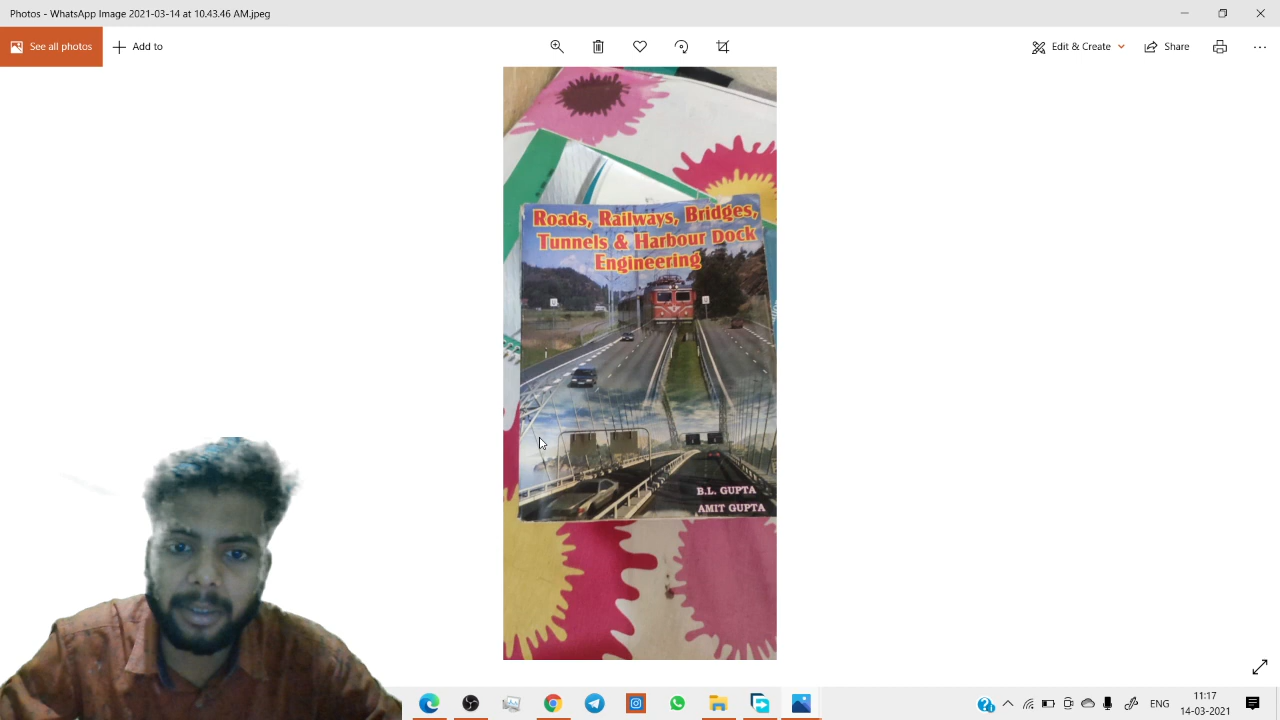 Photos - WhatsApp Image 2021-03-14 at 10.43.46 AM.jpeg
See all photos
Add to
Edit & Create
Share
Roads, Railways, Bridges,
Tunnels & Harbour Dock
Engineering
B.L. GUPTA
AMIT GUPTA
ENG
11:17
14-03-2021